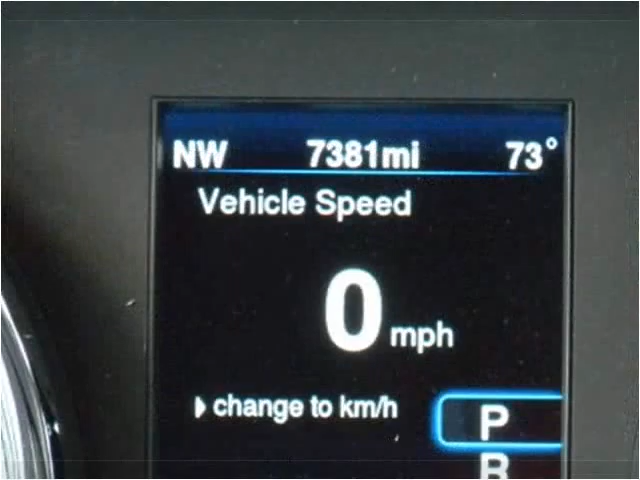 NW 7381mi 73°
Vehicle Speed
0 mph
change to km/h
P
R